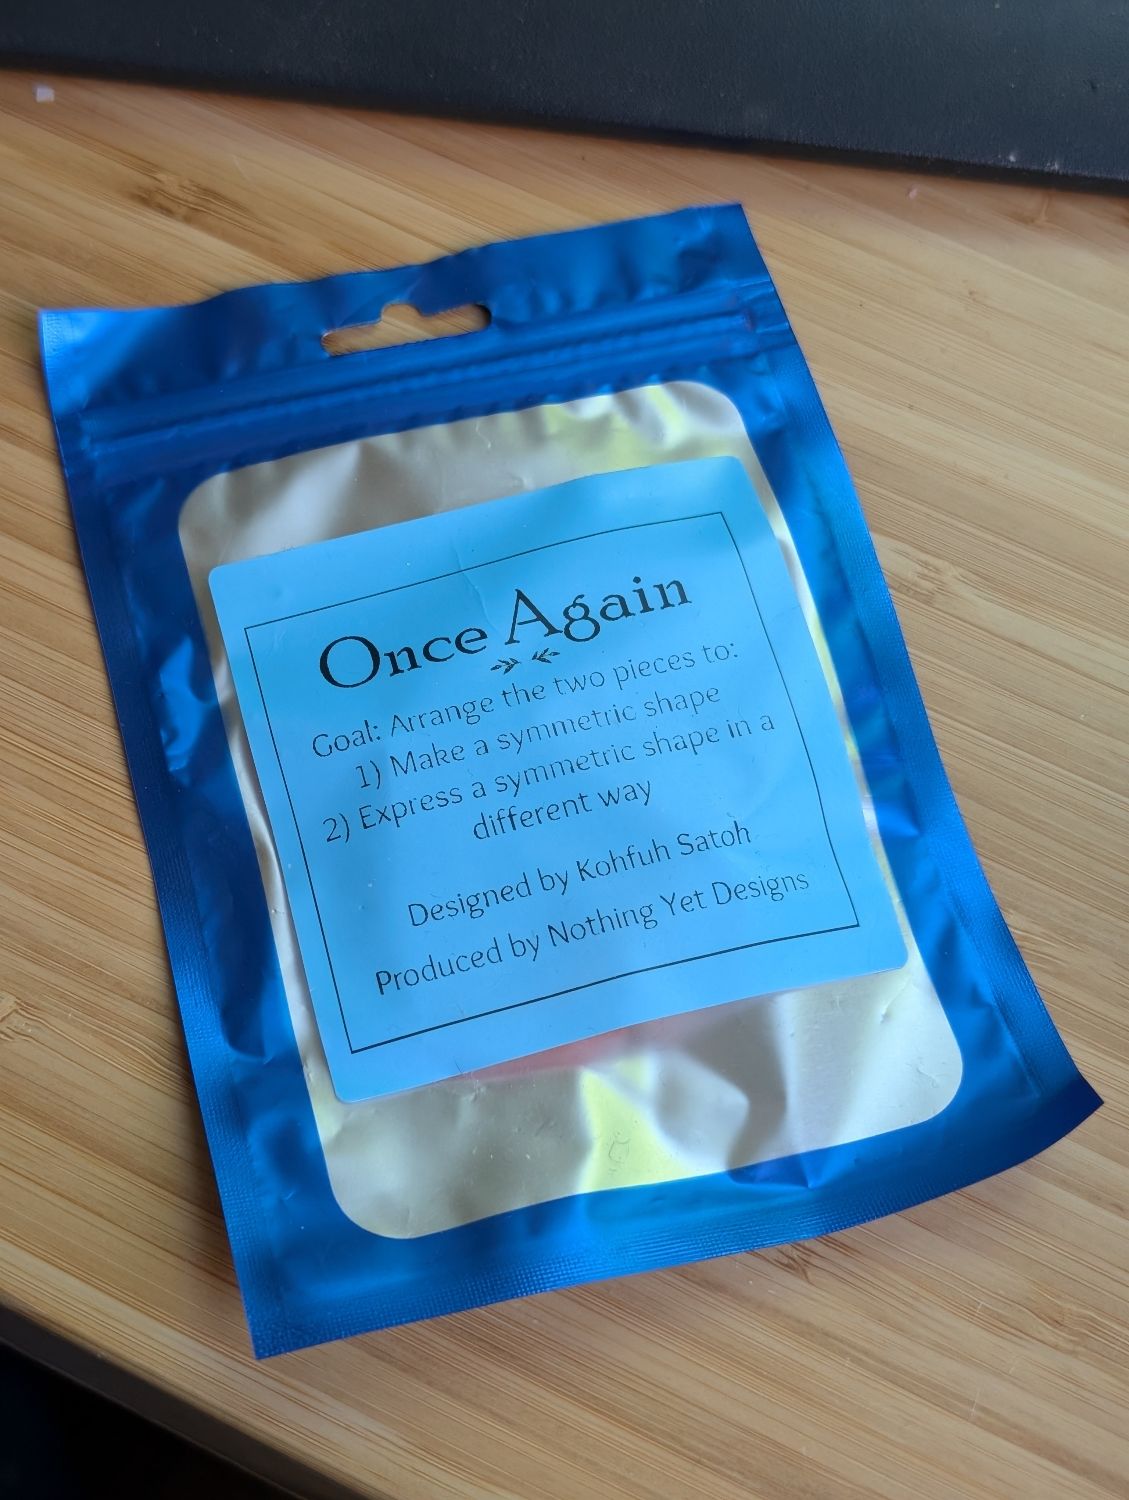 Once Again
Goal: Arrange the two pieces to:
1) Make a symmetric shape
2) Express a symmetric shape in a
different way
Designed by Kohfuh Satoh
Produced by Nothing Yet Designs